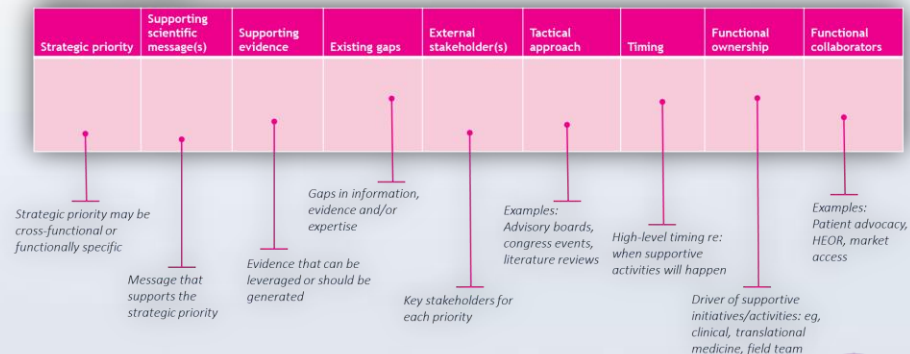 Strategic priority
Supporting
scientific
message(s)
Supporting
evidence
Existing gaps
External
stakeholder(s)
Tactical
approach
Timing
Functional
ownership
Functional
collaborators
Strategic priority may be
cross-functional or
functionally specific
Message that
supports the
strategic priority
Evidence that can be
leveraged or should be
generated
Gaps in information,
evidence and/or
expertise
Key stakeholders for
each priority
Examples:
Advisory boards,
congress events,
literature reviews
High-level timing re:
when supportive
activities will happen
Driver of supportive
initiatives/activities: eg,
clinical, translational
medicine, field team
Examples:
Patient advocacy,
HEOR, market
access